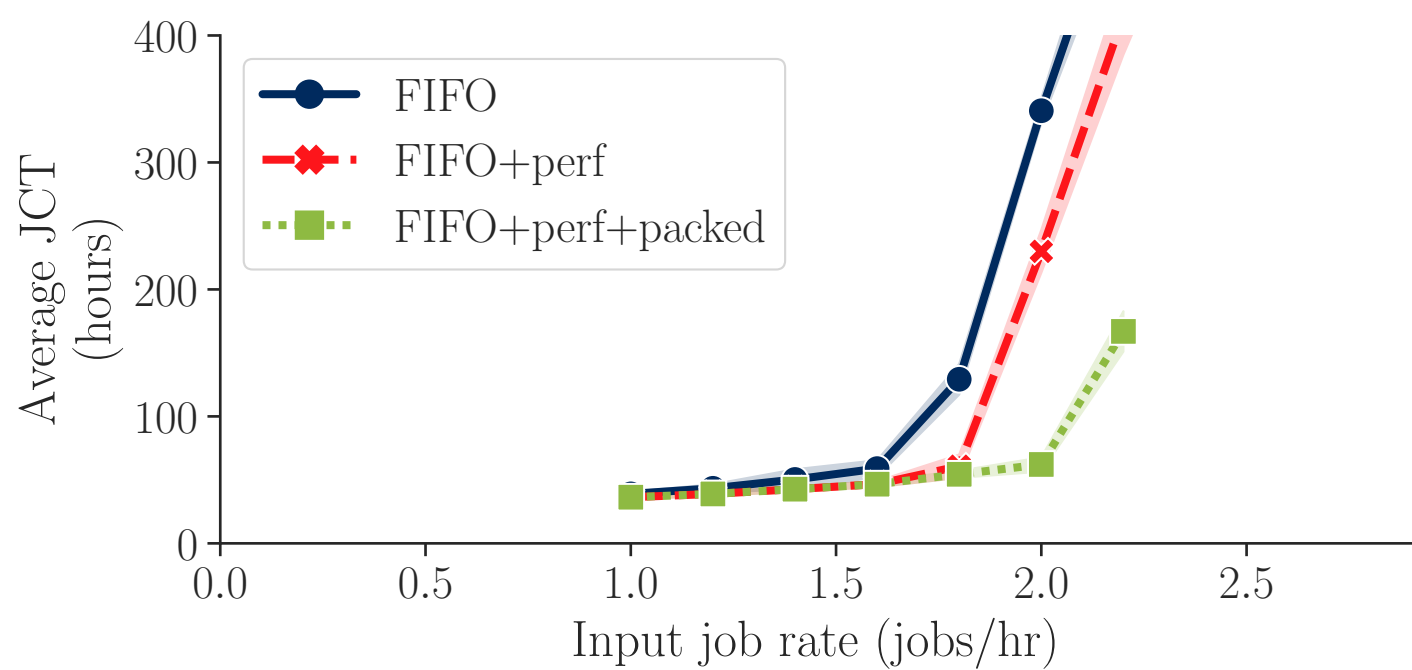 400
300
200
100
0
Average JCT
(hours)
FIFO
FIFO+perf
FIFO+perf+packed
0.0 0.5 1.0 1.5 2.0 2.5
Input job rate (jobs/hr)